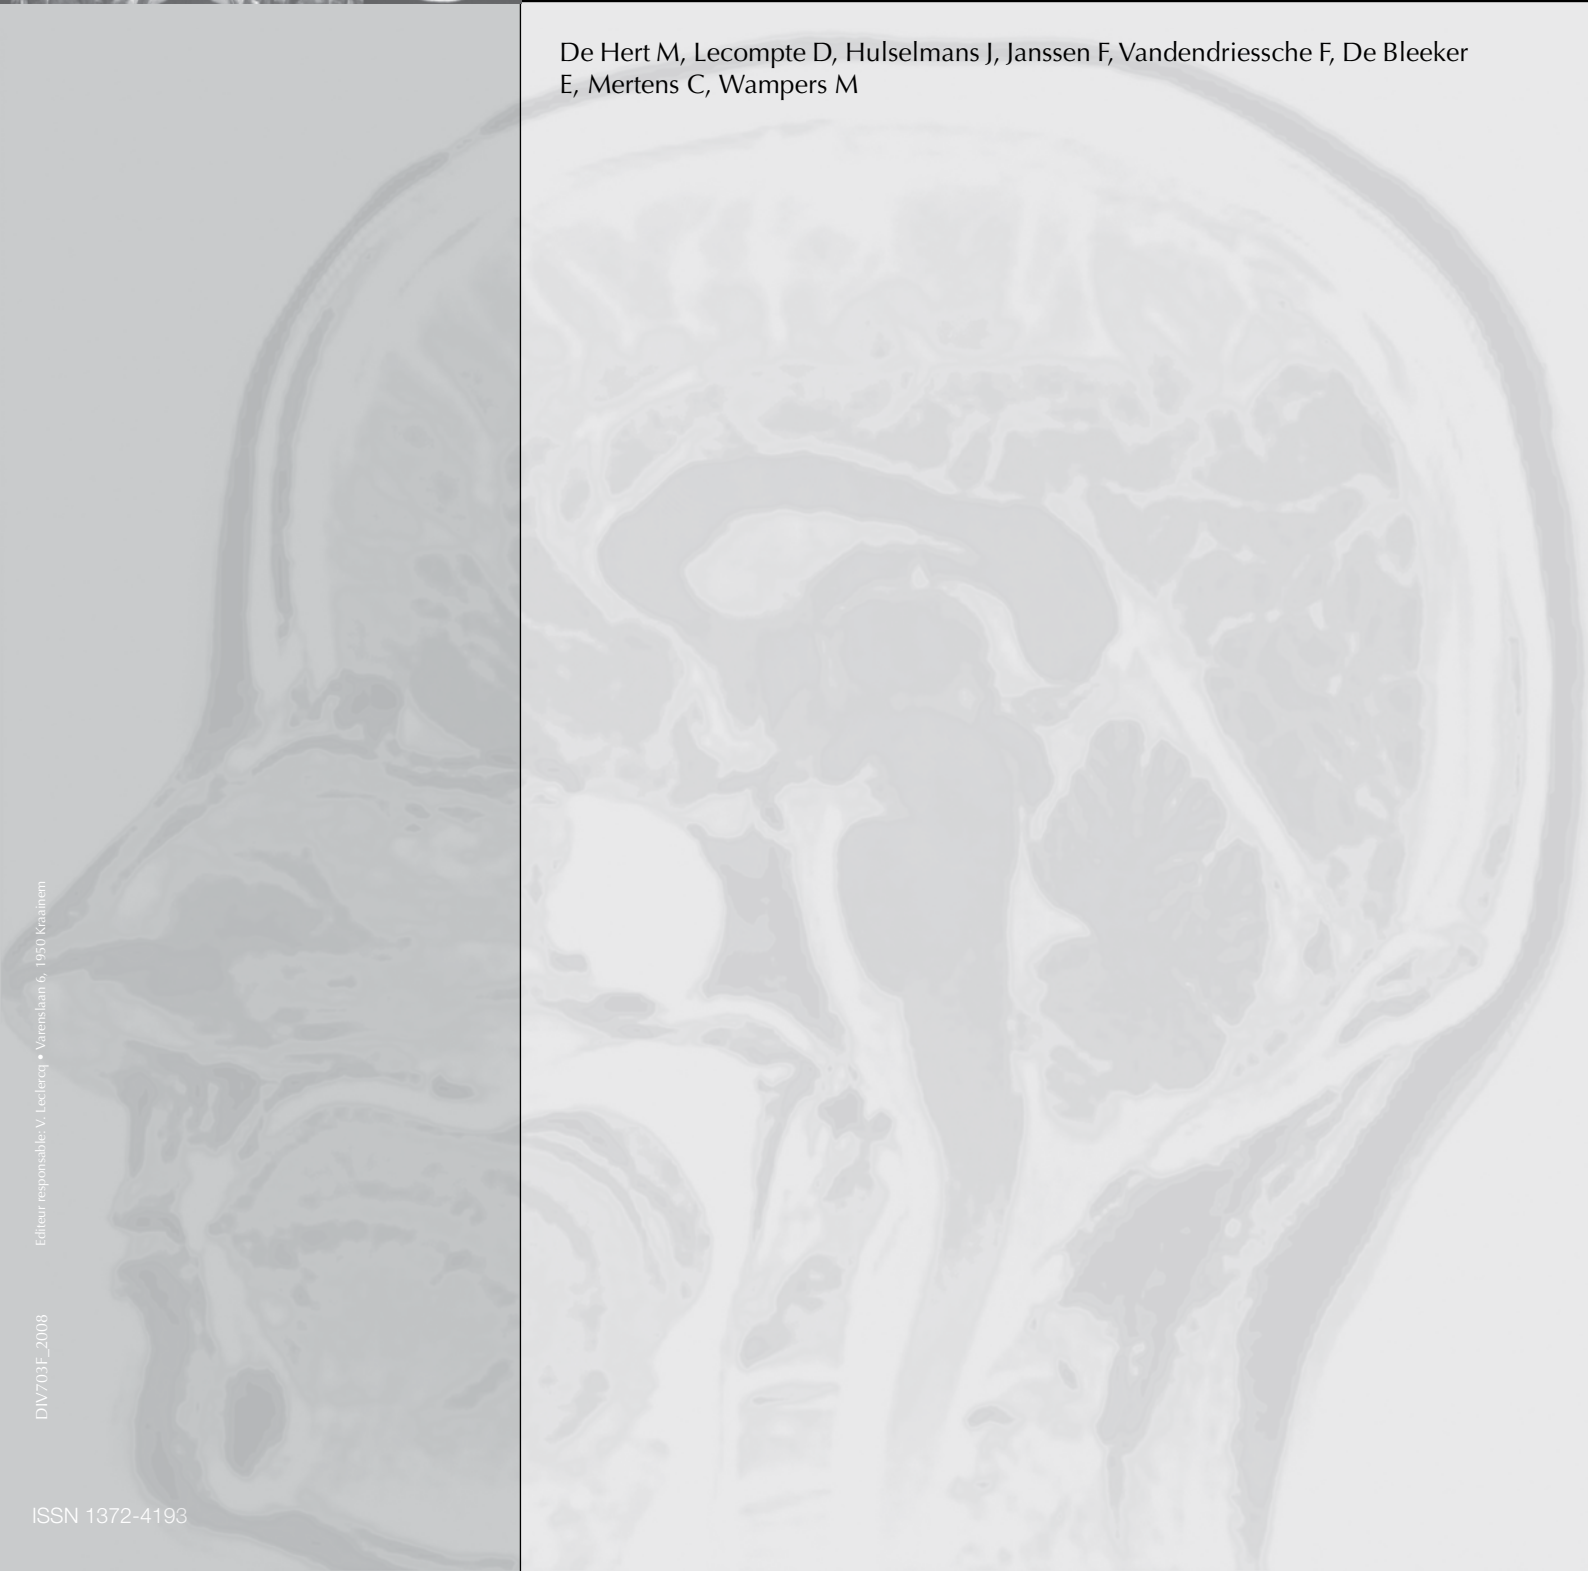 De Hert M, Lecompte D, Hulselmans J, Janssen F, Vandendriessche F, De Bleeker
E, Mertens C, Wampers M
Editeur responsable: V. Leclercq • Varenslaan 6, 1950 Kraainem
DIV703F_2008
ISSN 1372-4193